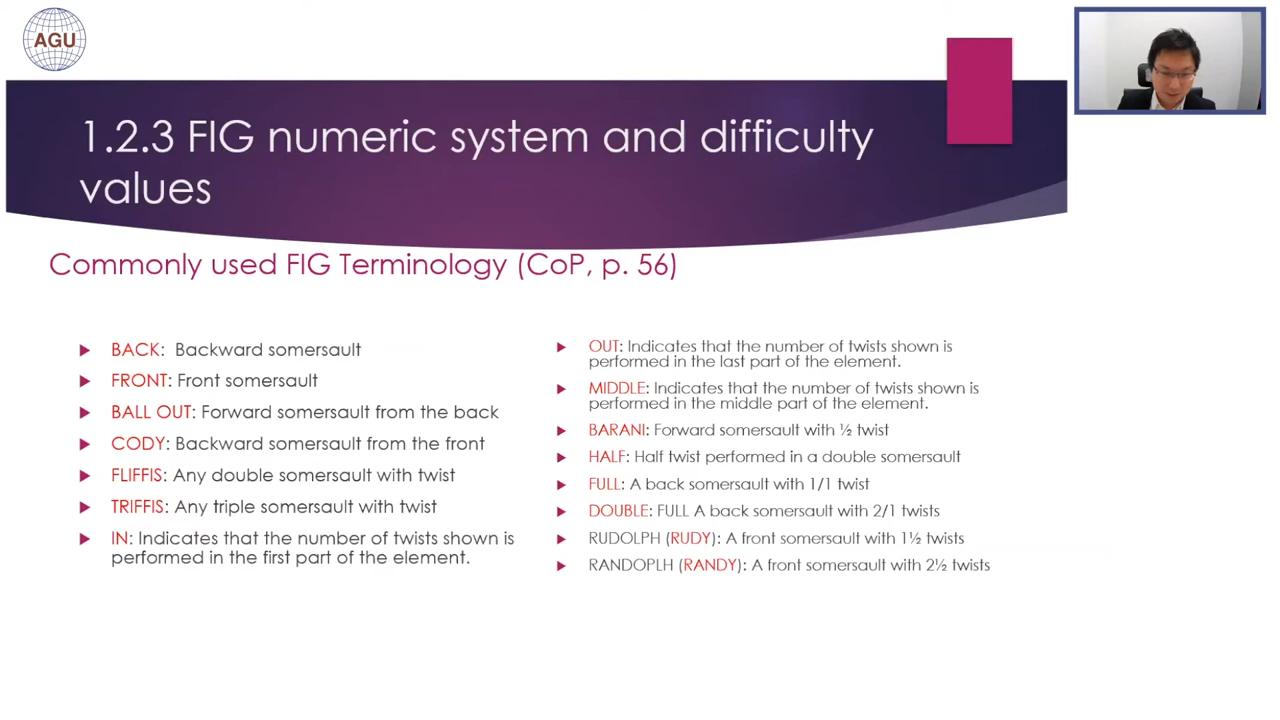 AGU
1.2.3 FIG numeric system and difficulty
values
Commonly used FIG Terminology (CoP, p. 56)
BACK: Backward somersault
FRONT: Front somersault
BALL OUT: Forward somersault from the back
CODY: Backward somersault from the front
FLIFFIS: Any double somersault with twist
TRIFFIS: Any triple somersault with twist
IN: Indicates that the number of twists shown is
performed in the first part of the element.
OUT: Indicates that the number of twists shown is
performed in the last part of the element.
MIDDLE: Indicates that the number of twists shown is
performed in the middle part of the element.
BARANI: Forward somersault with ½ twist
HALF: Half twist performed in a double somersault
FULL: A back somersault with 1/1 twist
DOUBLE: FULL A back somersault with 2/1 twists
RUDOLPH (RUDY): A front somersault with 1½ twists
RANDOPLH (RANDY): A front somersault with 2½ twists